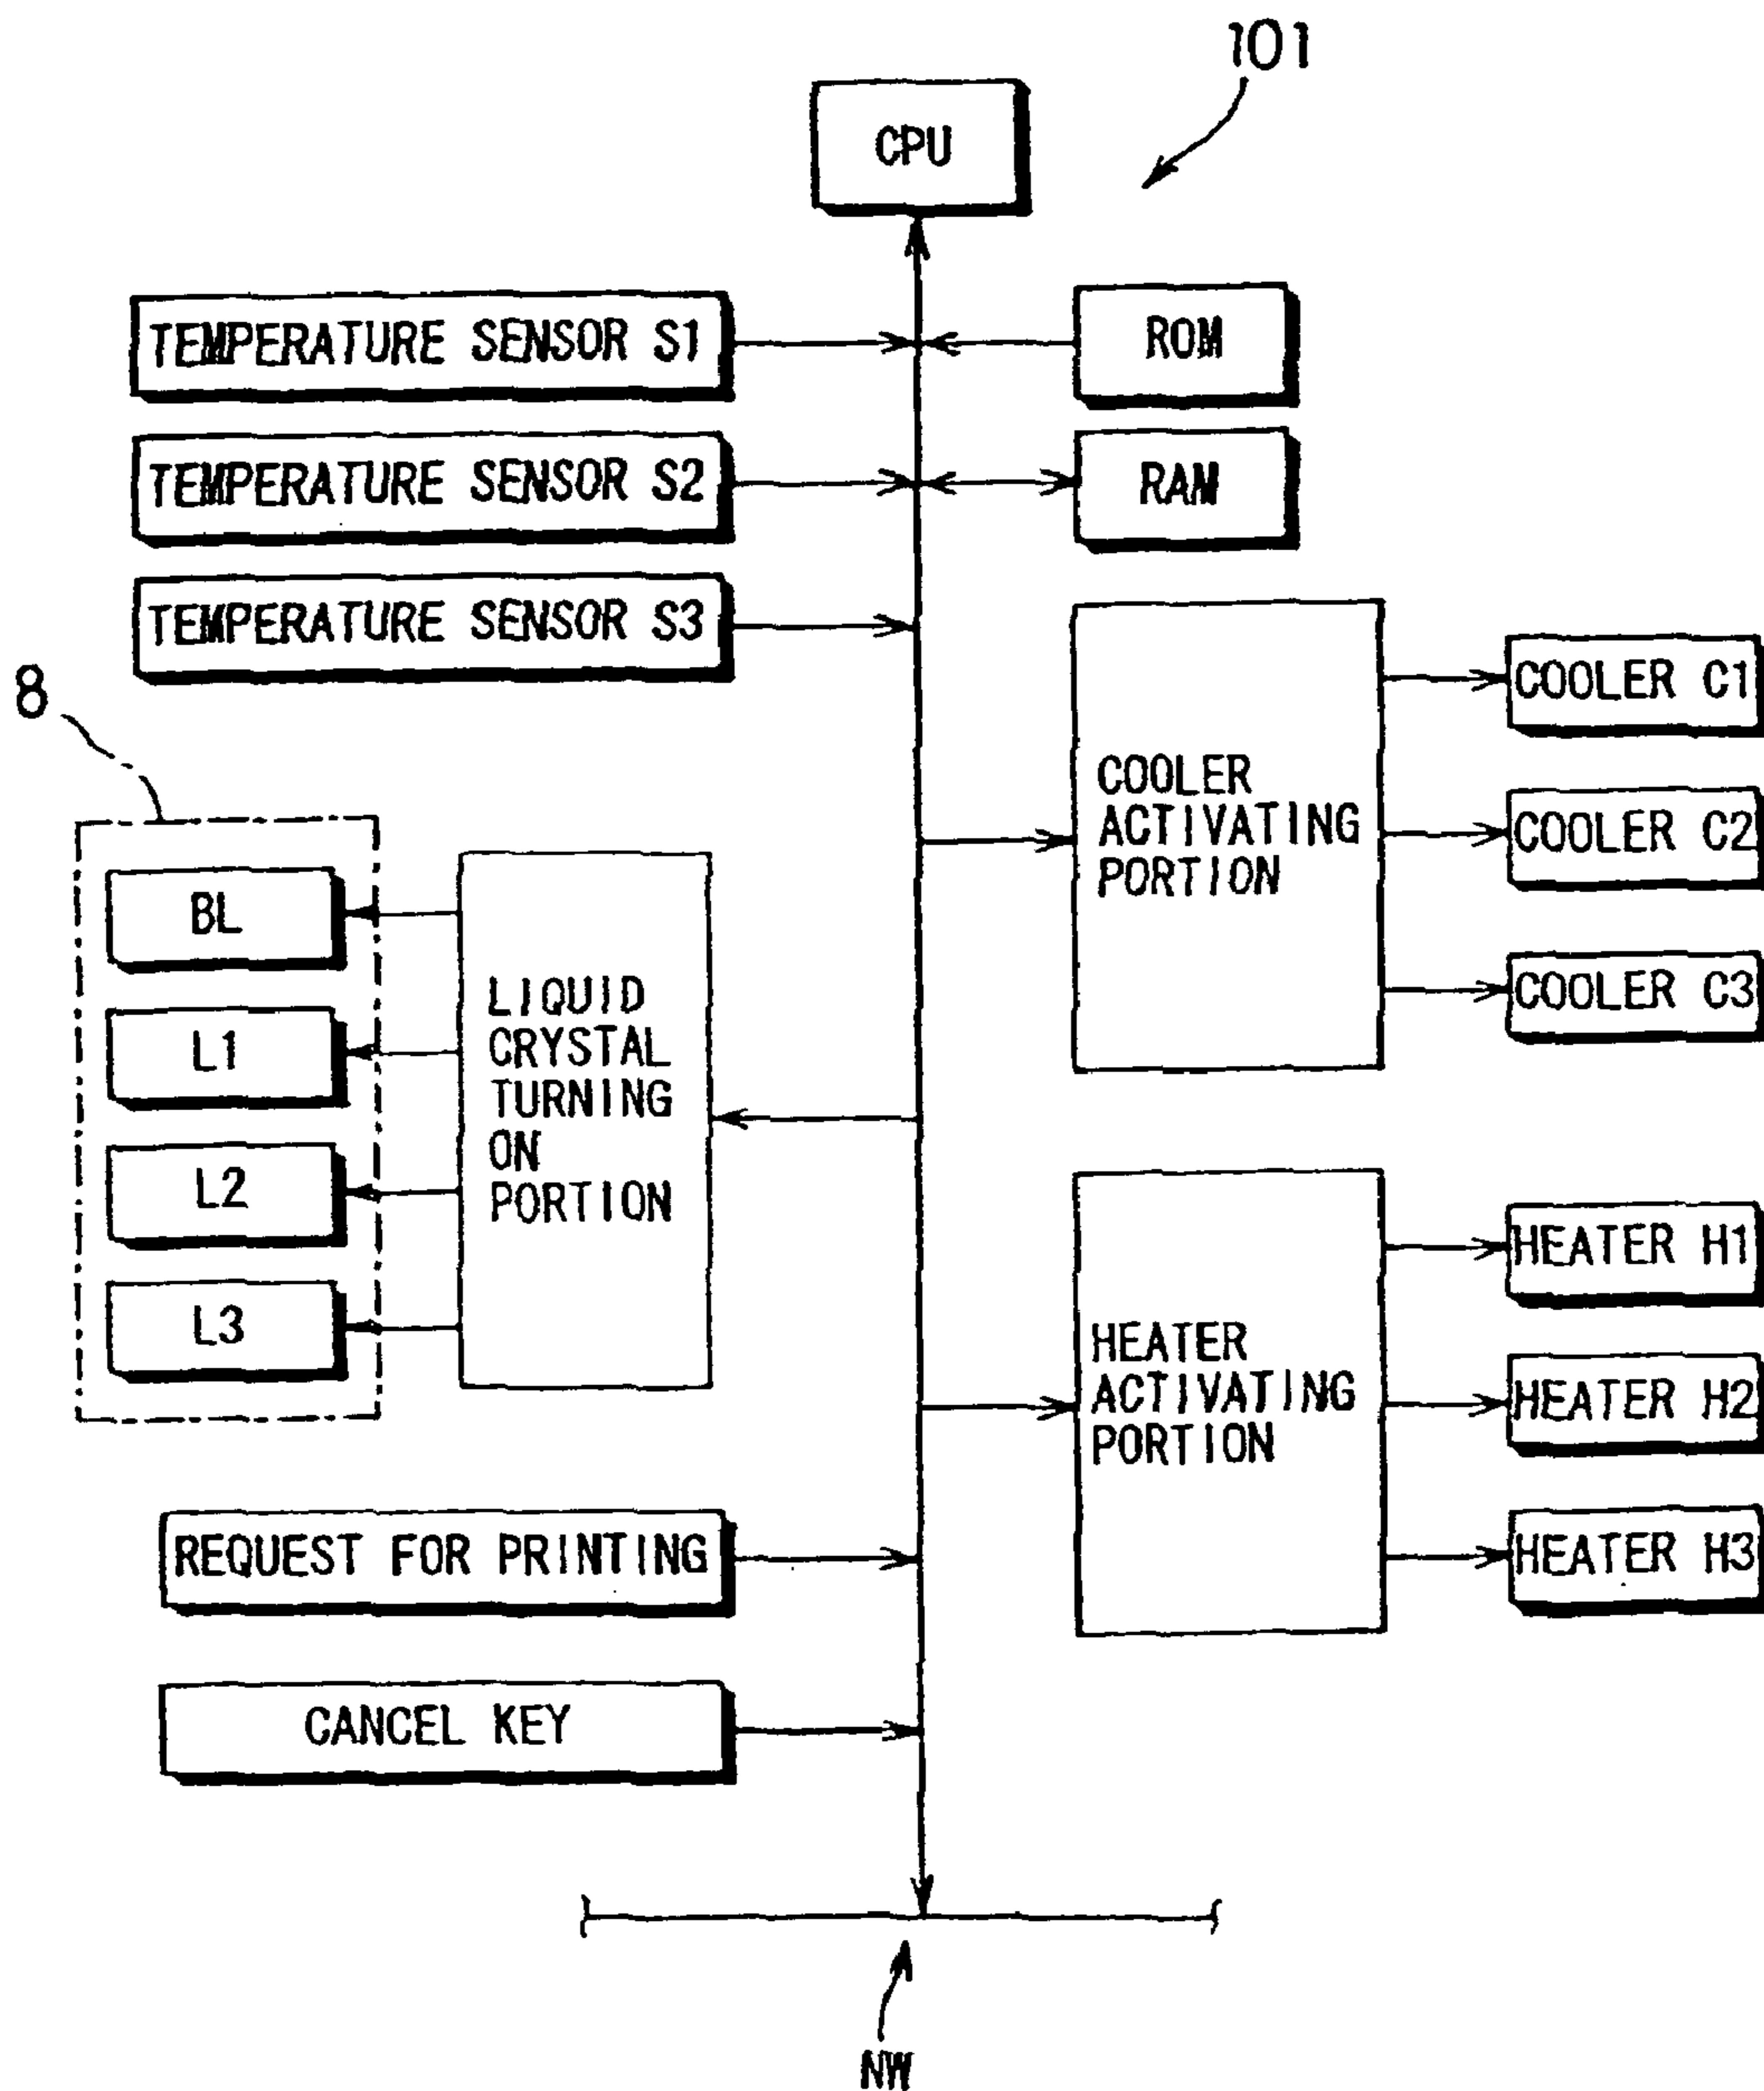 101
CPU
TEMPERATURE SENSOR S1
ROM
TEMPERATURE SENSOR S2
RAM
TEMPERATURE SENSOR S3
8
COOLER
ACTIVATING
PORTION
COOLER C1
COOLER C2
COOLER C3
BL
L1
L2
L3
LIQUID
CRYSTAL
TURNING
ON
PORTION
HEATER
ACTIVATING
PORTION
HEATER H1
HEATER H2
HEATER H3
REQUEST FOR PRINTING
CANCEL KEY
NW